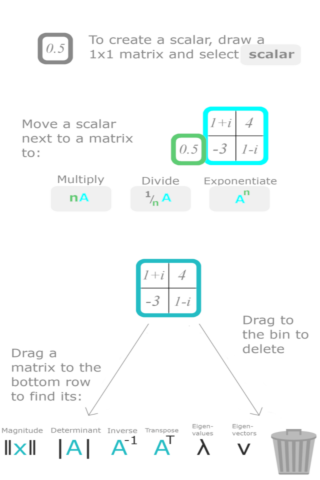 0.5
To create a scalar, draw a
1x1 matrix and select scalar
Move a scalar
next to a matrix
to:
1+i 4
0.5 -3 1-i
Multiply Divide Exponentiate
nA 1/n A Aⁿ
1+i 4
-3 1-i
Drag to
the bin to
delete
Drag a
matrix to the
bottom row
to find its:
Magnitude Determinant Inverse Transpose Eigen-
values Eigen-
vectors
‖x‖ |A| A⁻¹ Aᵀ λ v